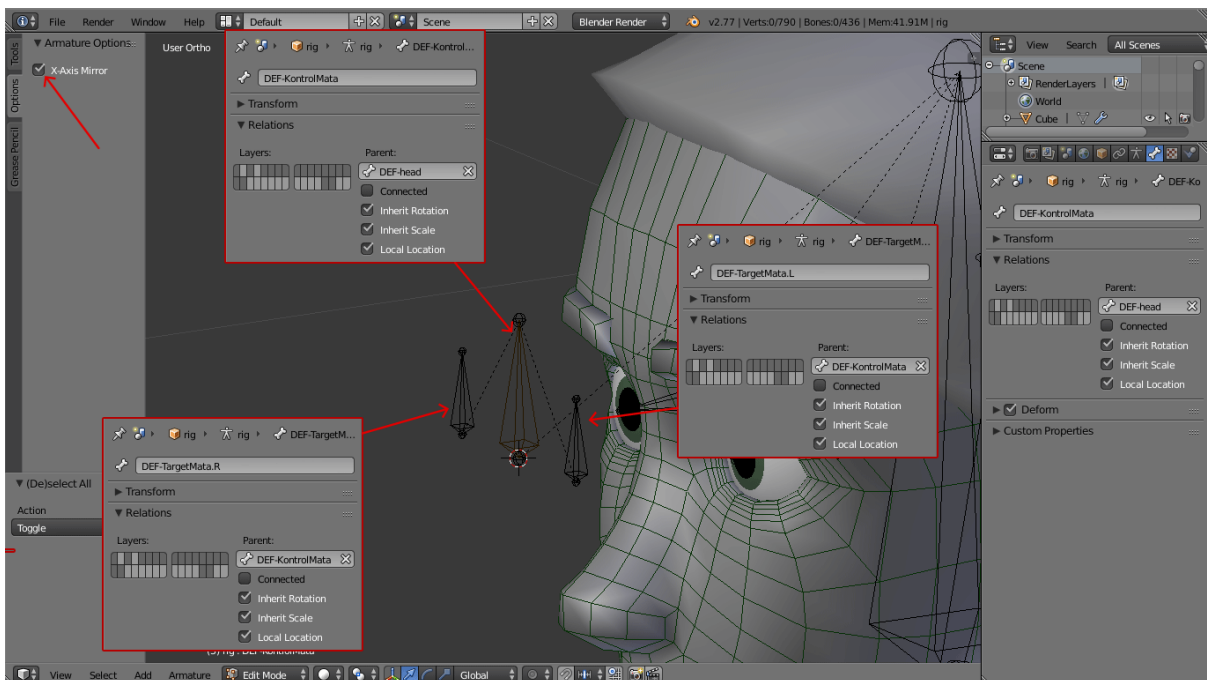 File Render Window Help Default Scene Blender Render v2.77 | Verts:0/790 | Bones:0/436 | Mem:41.91M | rig
Tools
Options
Grease Pencil
Armature Options
X-Axis Mirror
(De)select All
Action
Toggle
User Ortho
rig rig DEF-Kontrol...
DEF-KontrolMata
Transform
Relations
Layers: Parent:
DEF-head
Connected
Inherit Rotation
Inherit Scale
Local Location
rig rig DEF-TargetM...
DEF-TargetMata.L
Transform
Relations
Layers: Parent:
DEF-KontrolMata
Connected
Inherit Rotation
Inherit Scale
Local Location
rig rig DEF-TargetM...
DEF-TargetMata.R
Transform
Relations
Layers: Parent:
DEF-KontrolMata
Connected
Inherit Rotation
Inherit Scale
Local Location
View Search All Scenes
Scene
RenderLayers |
World
Cube |
rig rig DEF-Ko
DEF-KontrolMata
Transform
Relations
Layers: Parent:
DEF-head
Connected
Inherit Rotation
Inherit Scale
Local Location
Deform
Custom Properties
View Select Add Armature Edit Mode Global